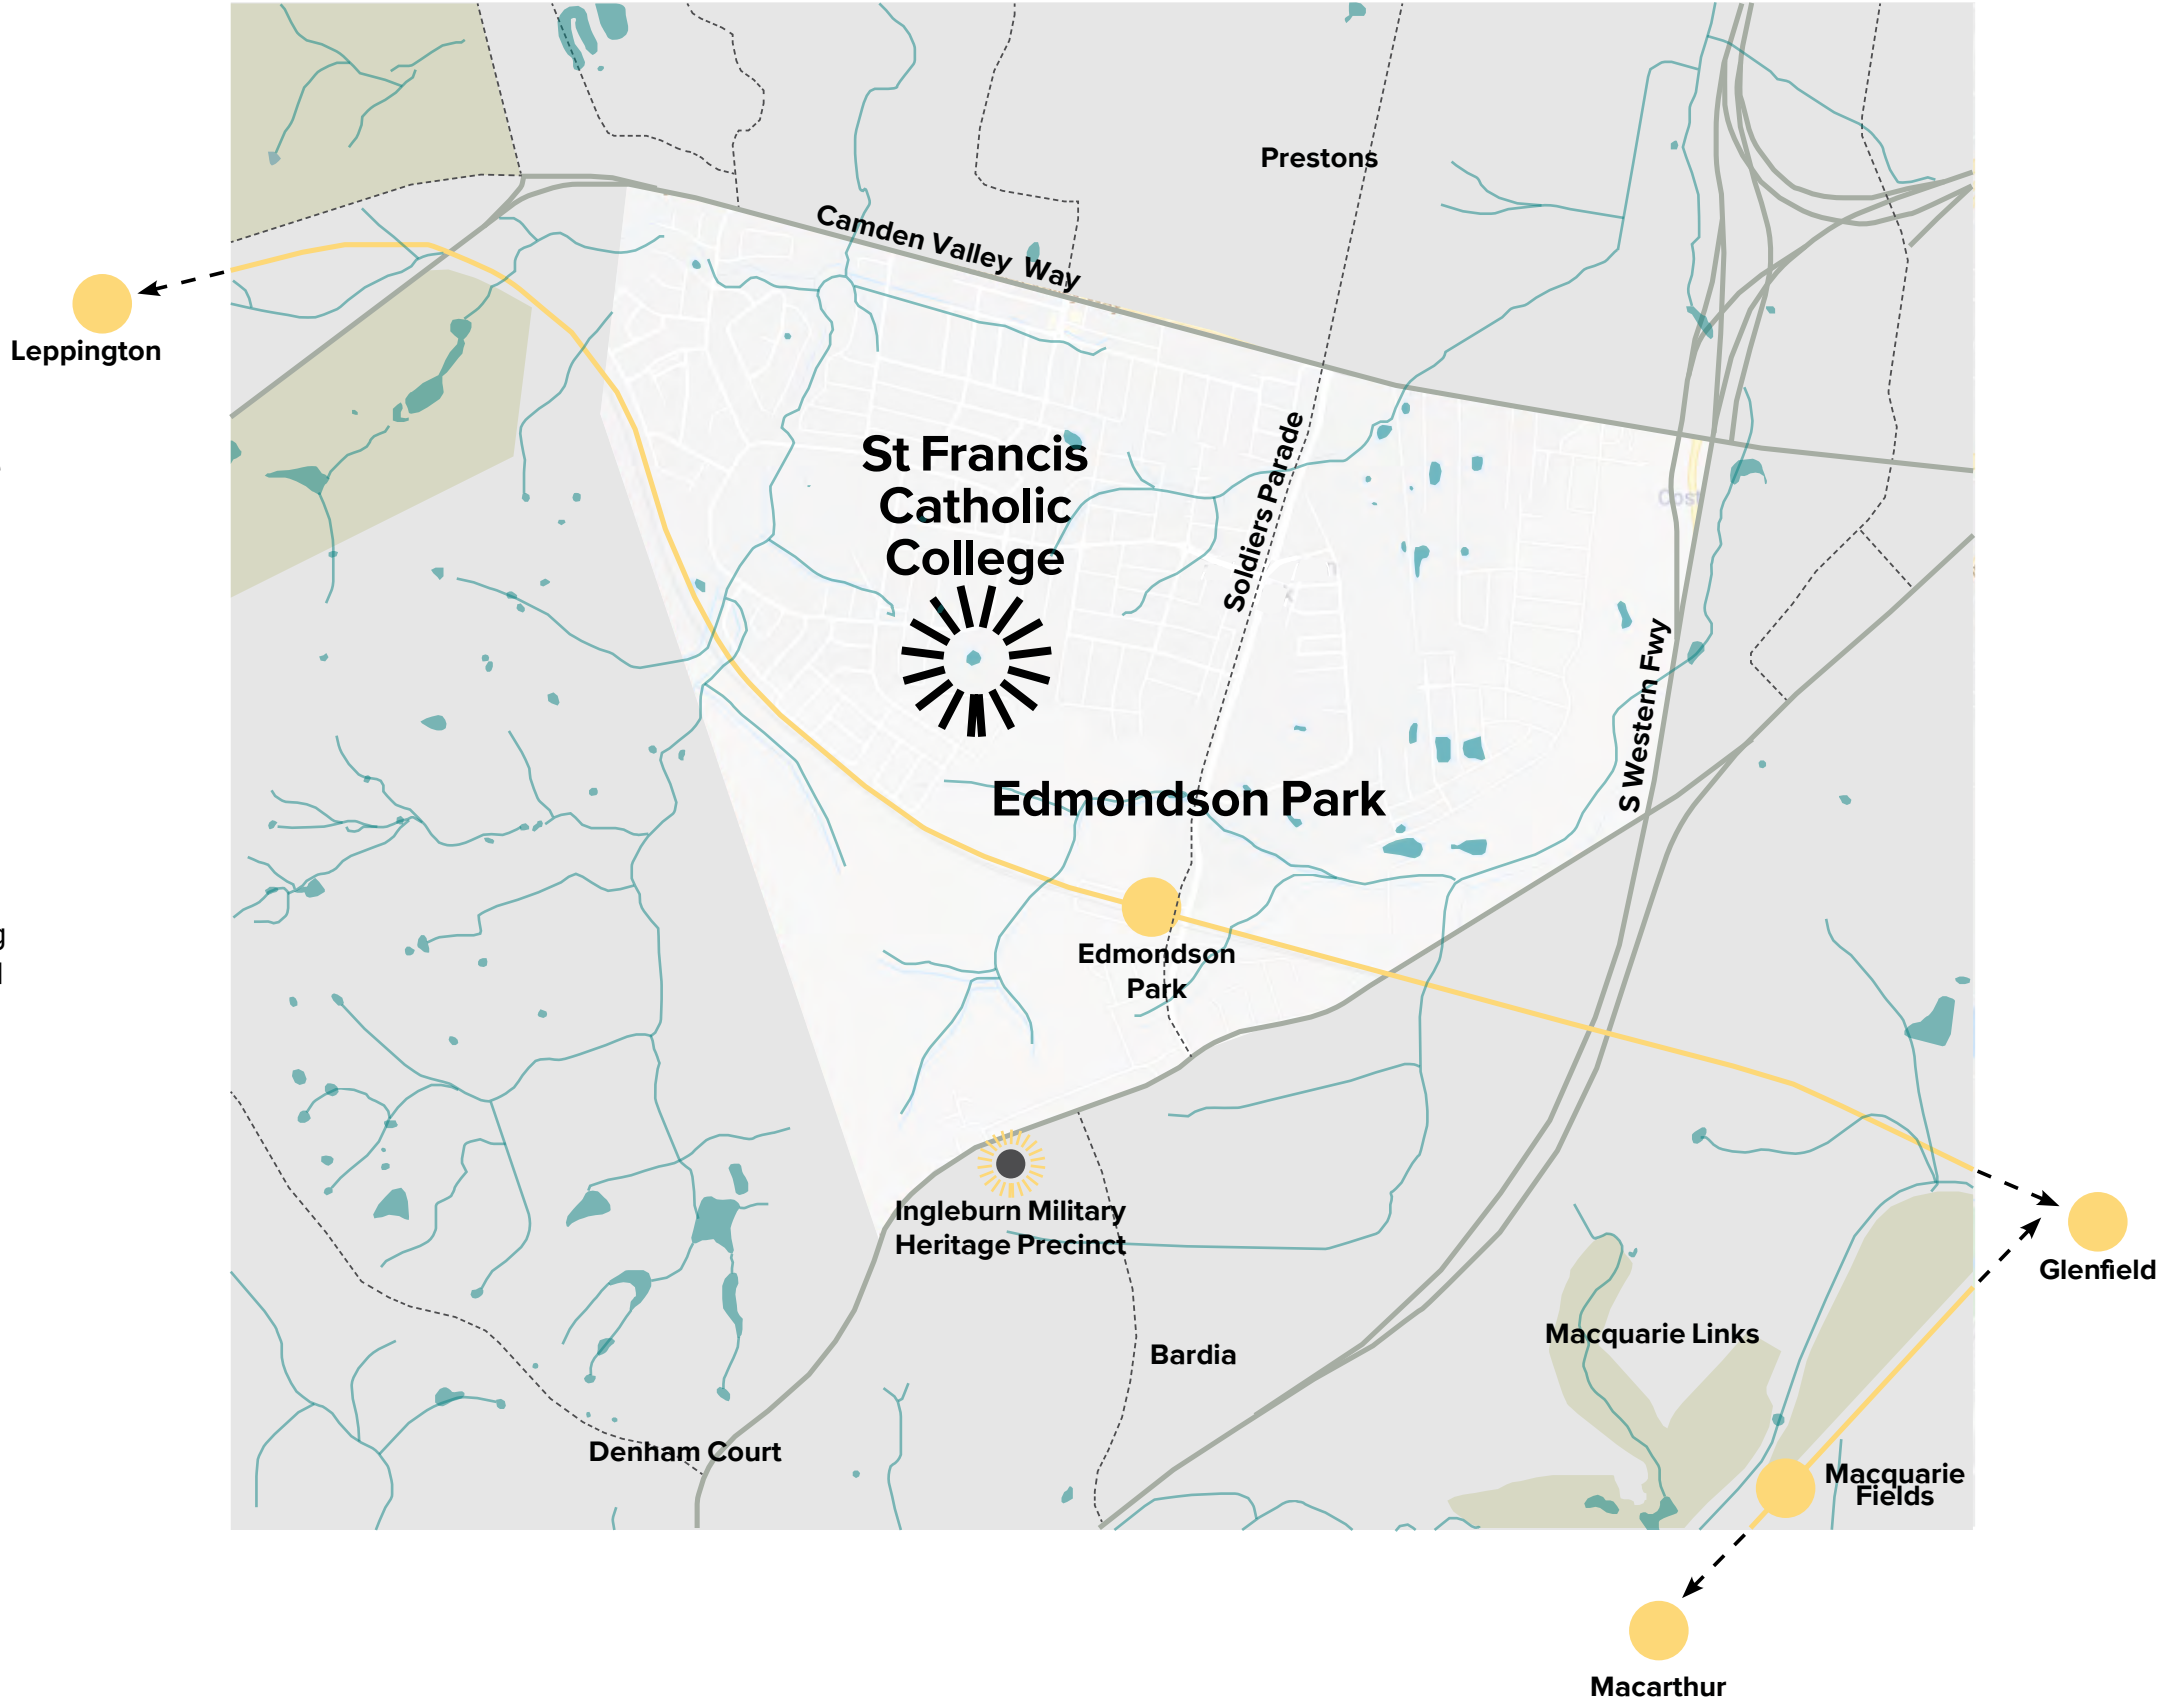 Prestons
Camden Valley Way
Leppington
St Francis
Catholic
College
Soldiers Parade
Cost
S Western Fwy
Edmondson Park
g
Edmondson
Park
Ingleburn Military
Heritage Precinct
Glenfield
Macquarie Links
Bardia
Denham Court
Macquarie
Fields
Macarthur